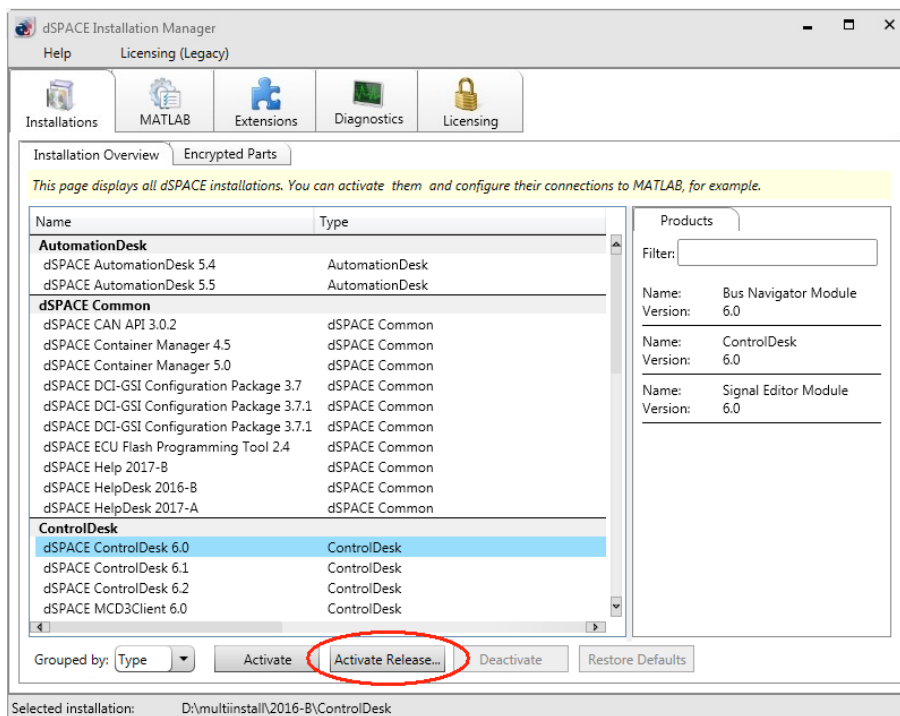 dSPACE Installation Manager
Help Licensing (Legacy)
Installations MATLAB Extensions Diagnostics Licensing
Installation Overview Encrypted Parts
This page displays all dSPACE installations. You can activate them and configure their connections to MATLAB, for example.
Name Type
AutomationDesk
dSPACE AutomationDesk 5.4 AutomationDesk
dSPACE AutomationDesk 5.5 AutomationDesk
dSPACE Common
dSPACE CAN API 3.0.2 dSPACE Common
dSPACE Container Manager 4.5 dSPACE Common
dSPACE Container Manager 5.0 dSPACE Common
dSPACE DCI-GSI Configuration Package 3.7 dSPACE Common
dSPACE DCI-GSI Configuration Package 3.7.1 dSPACE Common
dSPACE DCI-GSI Configuration Package 3.7.1 dSPACE Common
dSPACE ECU Flash Programming Tool 2.4 dSPACE Common
dSPACE Help 2017-B dSPACE Common
dSPACE HelpDesk 2016-B dSPACE Common
dSPACE HelpDesk 2017-A dSPACE Common
ControlDesk
dSPACE ControlDesk 6.0 ControlDesk
dSPACE ControlDesk 6.1 ControlDesk
dSPACE ControlDesk 6.2 ControlDesk
dSPACE MCD3Client 6.0 ControlDesk
Products
Filter:
Name: Bus Navigator Module
Version: 6.0
Name: ControlDesk
Version: 6.0
Name: Signal Editor Module
Version: 6.0
Grouped by: Type Activate Activate Release... Deactivate Restore Defaults
Selected installation: D:\multiinstall\2016-B\ControlDesk